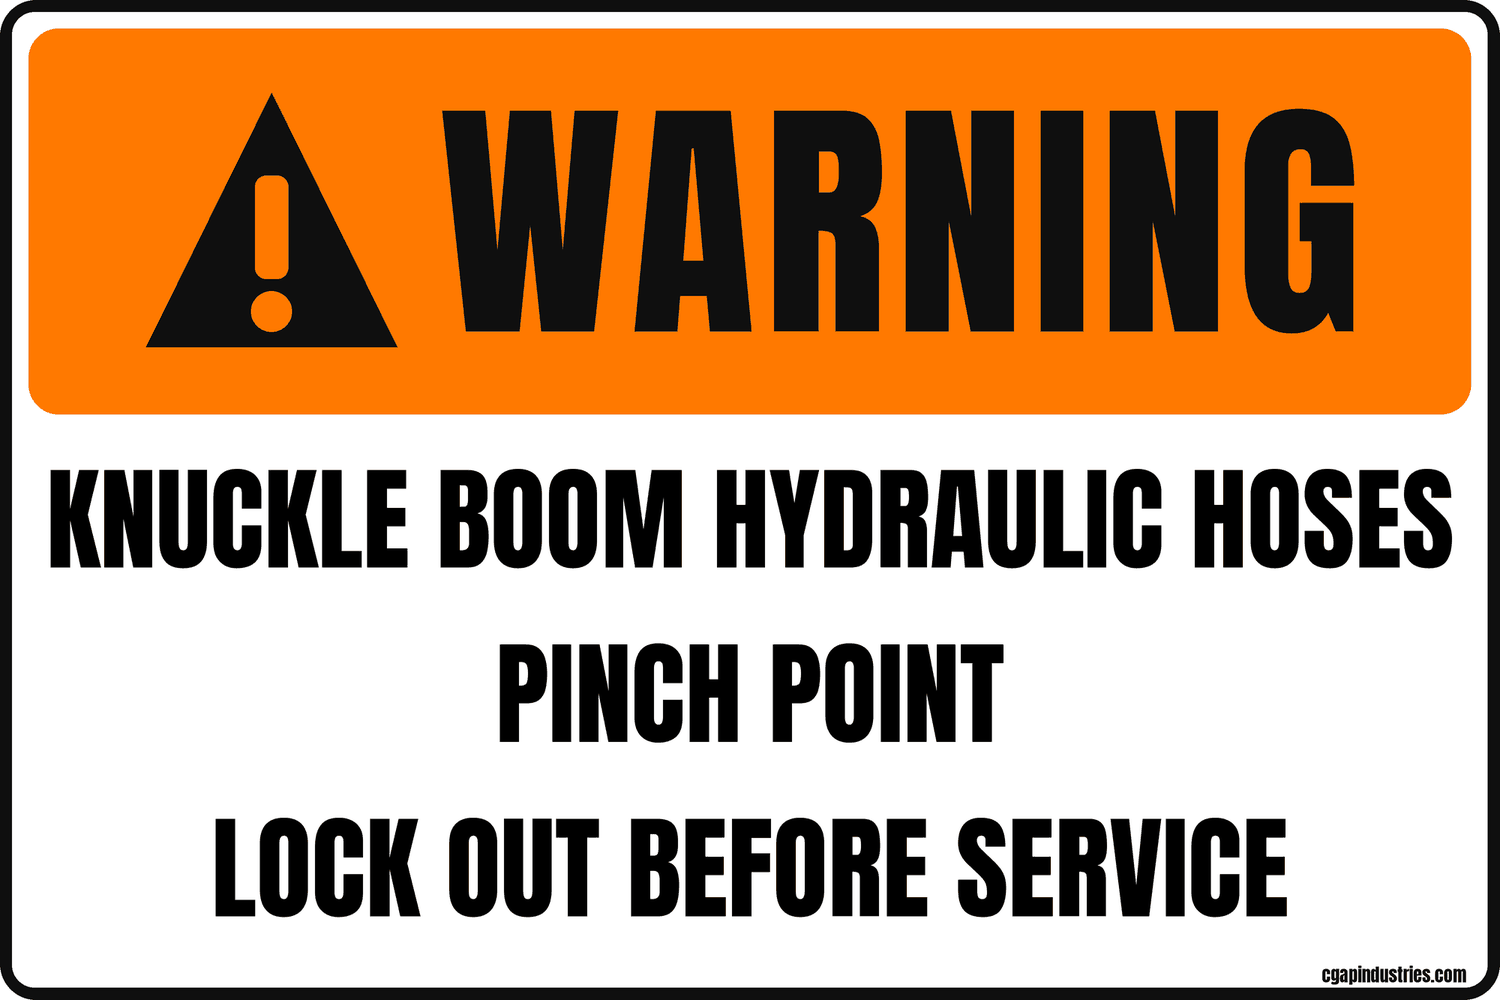 WARNING
KNUCKLE BOOM HYDRAULIC HOSES
PINCH POINT
LOCK OUT BEFORE SERVICE
cgapindustries.com